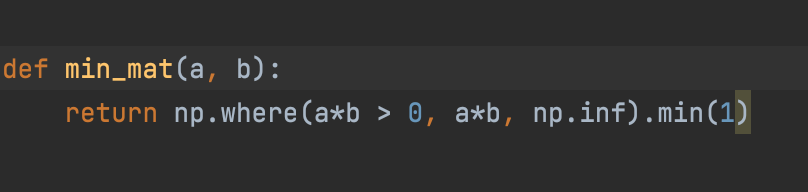 def min_mat(a, b):
    return np.where(a*b > 0, a*b, np.inf).min(1)